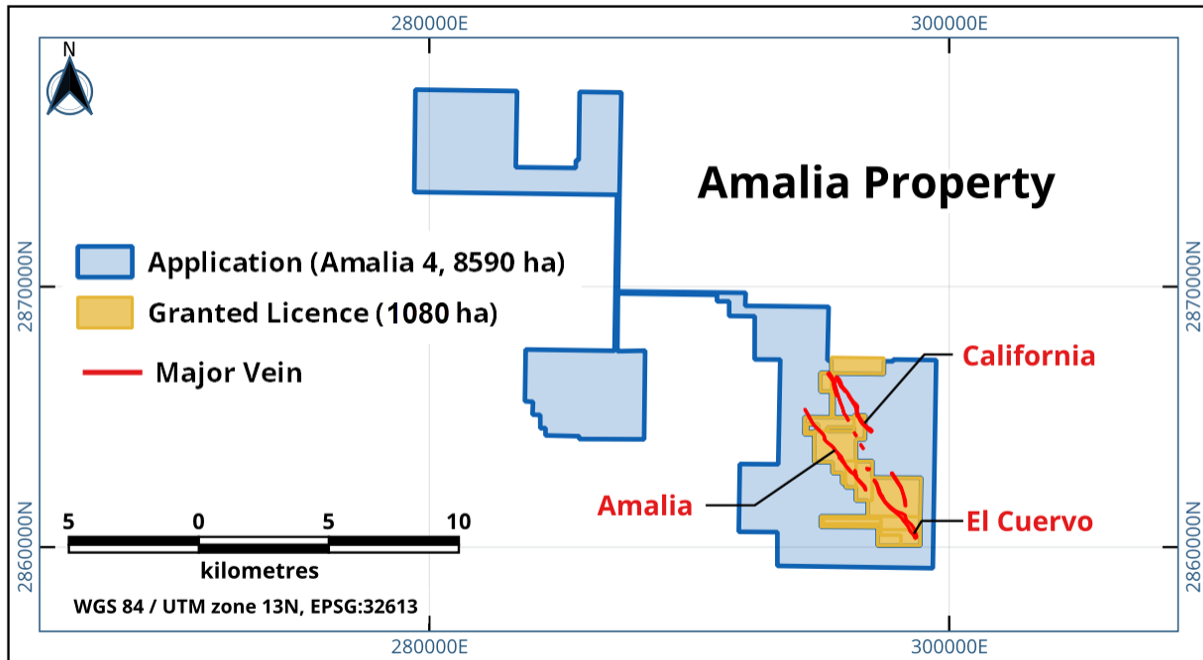 280000E
300000E
N
Amalia Property
2870000N
2870000N
Application (Amalia 4, 8590 ha)
Granted Licence (1080 ha)
Major Vein
California
Amalia
El Cuervo
5 0 5 10
kilometres
2860000N
2860000N
WGS 84 / UTM zone 13N, EPSG:32613
280000E
300000E